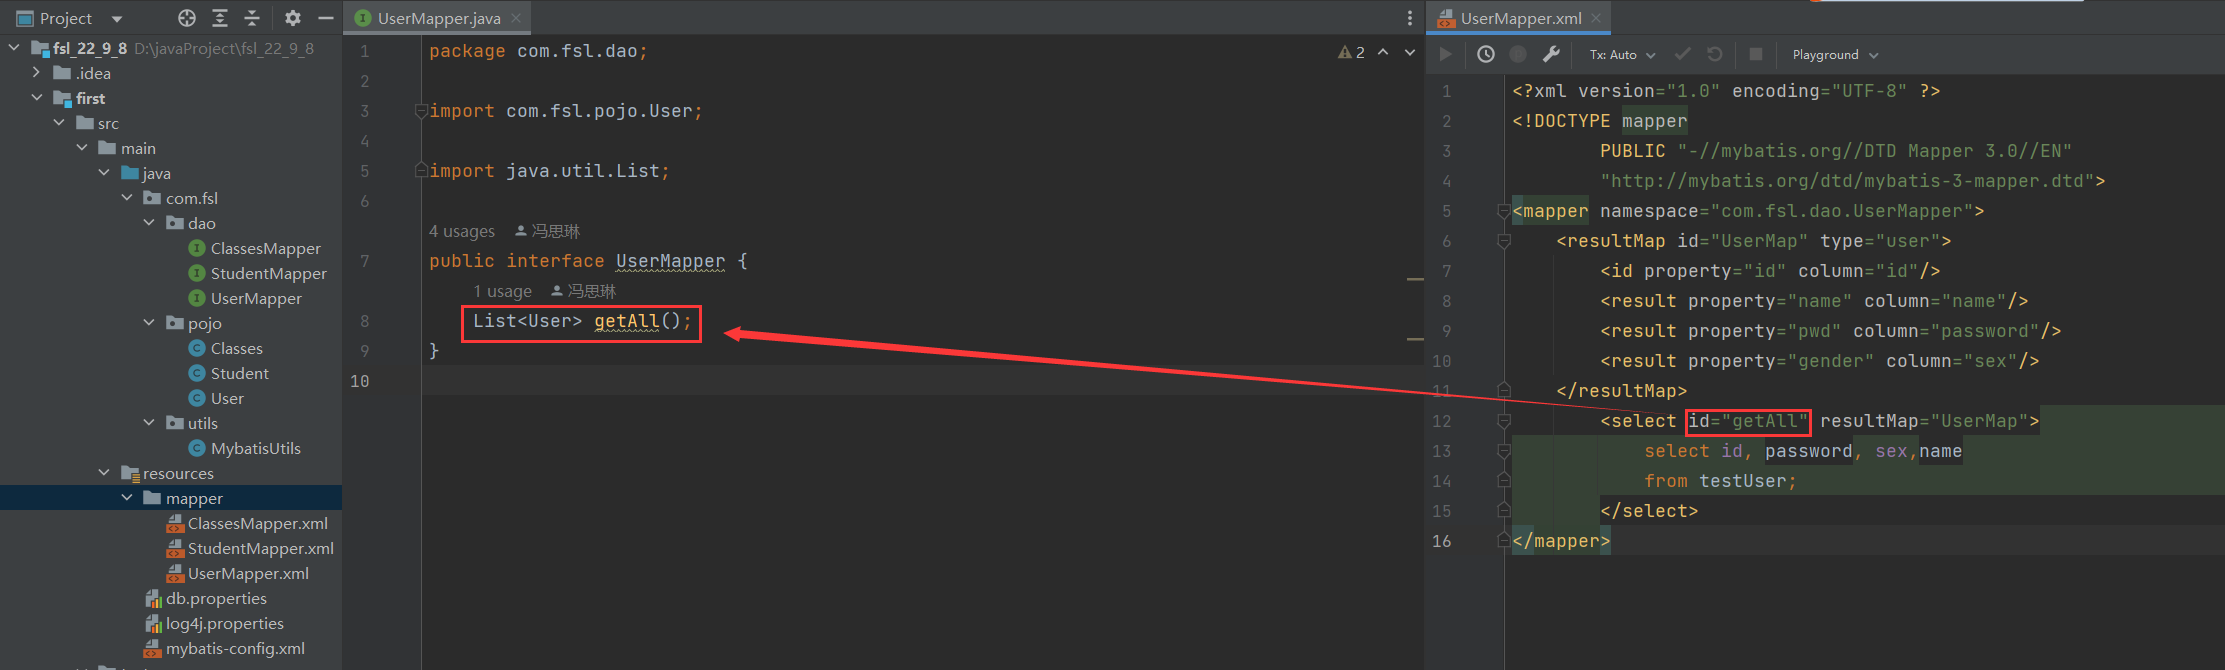 Project
fsl_22_9_8 D:\javaProject\fsl_22_9_8
.idea
first
src
main
java
com.fsl
dao
ClassesMapper
StudentMapper
UserMapper
pojo
Classes
Student
User
utils
MybatisUtils
resources
mapper
ClassesMapper.xml
StudentMapper.xml
UserMapper.xml
db.properties
log4j.properties
mybatis-config.xml
UserMapper.java
2
1 package com.fsl.dao;
2
3 import com.fsl.pojo.User;
4
5 import java.util.List;
6
4 usages 冯思琳
7 public interface UserMapper {
1 usage 冯思琳
8 List<User> getAll();
9 }
10
UserMapper.xml
Tx: Auto Playground
1 <?xml version="1.0" encoding="UTF-8" ?>
2 <!DOCTYPE mapper
3 PUBLIC "-//mybatis.org//DTD Mapper 3.0//EN"
4 "http://mybatis.org/dtd/mybatis-3-mapper.dtd">
5 <mapper namespace="com.fsl.dao.UserMapper">
6 <resultMap id="UserMap" type="user">
7 <id property="id" column="id"/>
8 <result property="name" column="name"/>
9 <result property="pwd" column="password"/>
10 <result property="gender" column="sex"/>
11 </resultMap>
12 <select id="getAll" resultMap="UserMap">
13 select id, password, sex,name
14 from testUser;
15 </select>
16 </mapper>